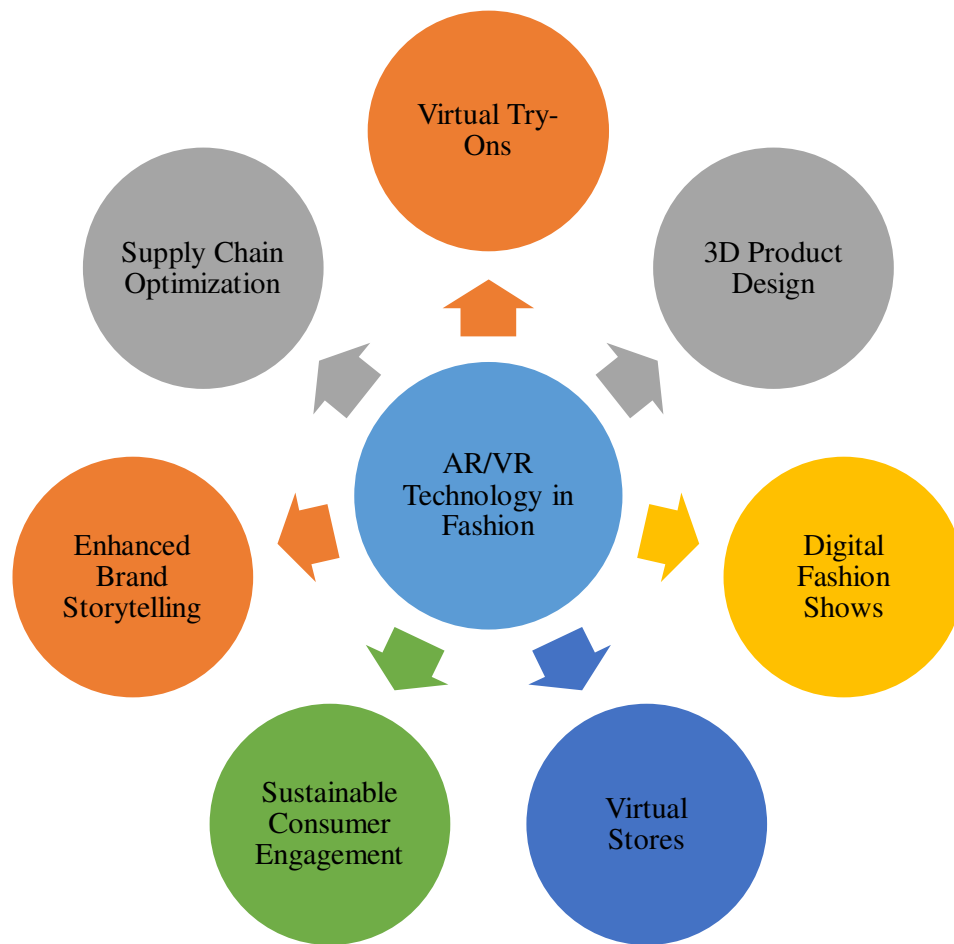 Virtual Try-
Ons
3D Product
Design
Digital
Fashion
Shows
Virtual
Stores
Sustainable
Consumer
Engagement
Enhanced
Brand
Storytelling
Supply Chain
Optimization
AR/VR
Technology in
Fashion